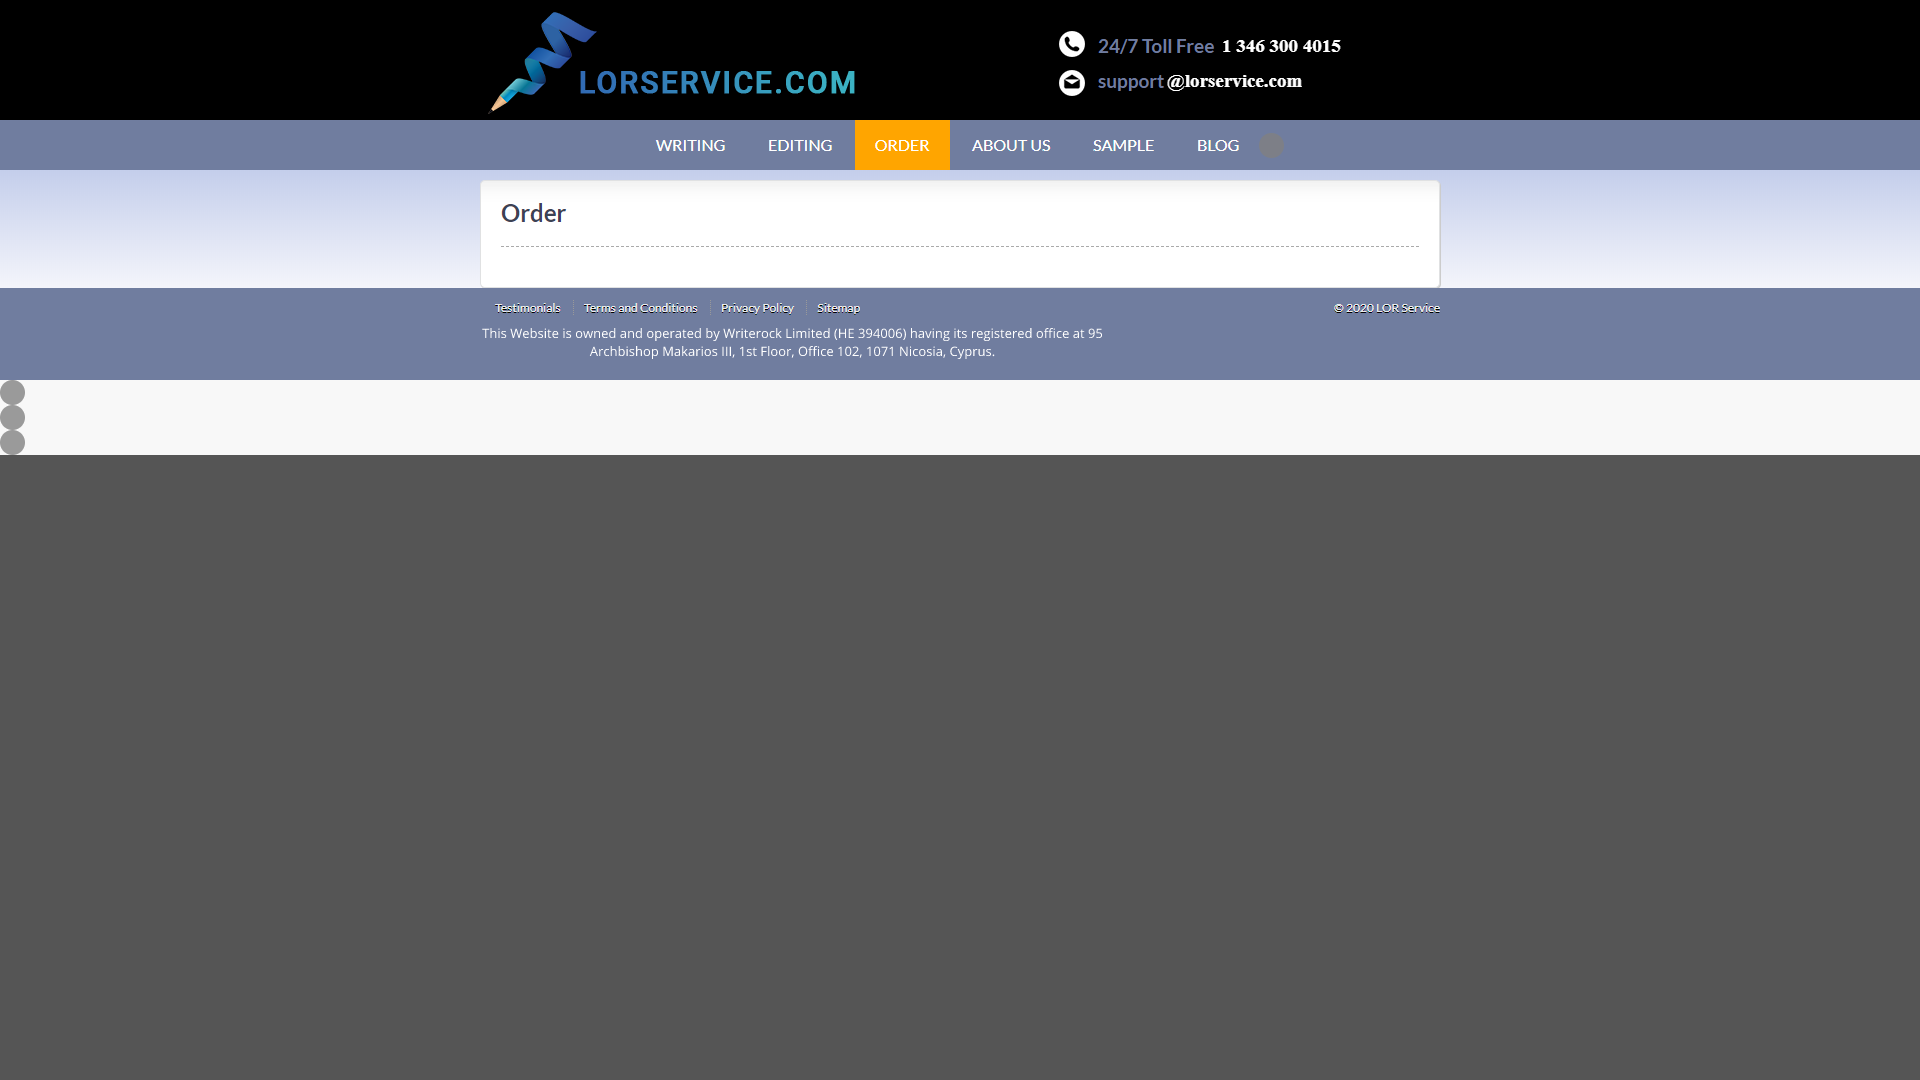 LORSERVICE.COM
24/7 Toll Free 1 346 300 4015
support@lorservice.com
WRITING EDITING ORDER ABOUT US SAMPLE BLOG
Order
Testimonials Terms and Conditions Privacy Policy Sitemap © 2020 LOR Service
This Website is owned and operated by Writerock Limited (HE 394006) having its registered office at 95
Archbishop Makarios III, 1st Floor, Office 102, 1071 Nicosia, Cyprus.